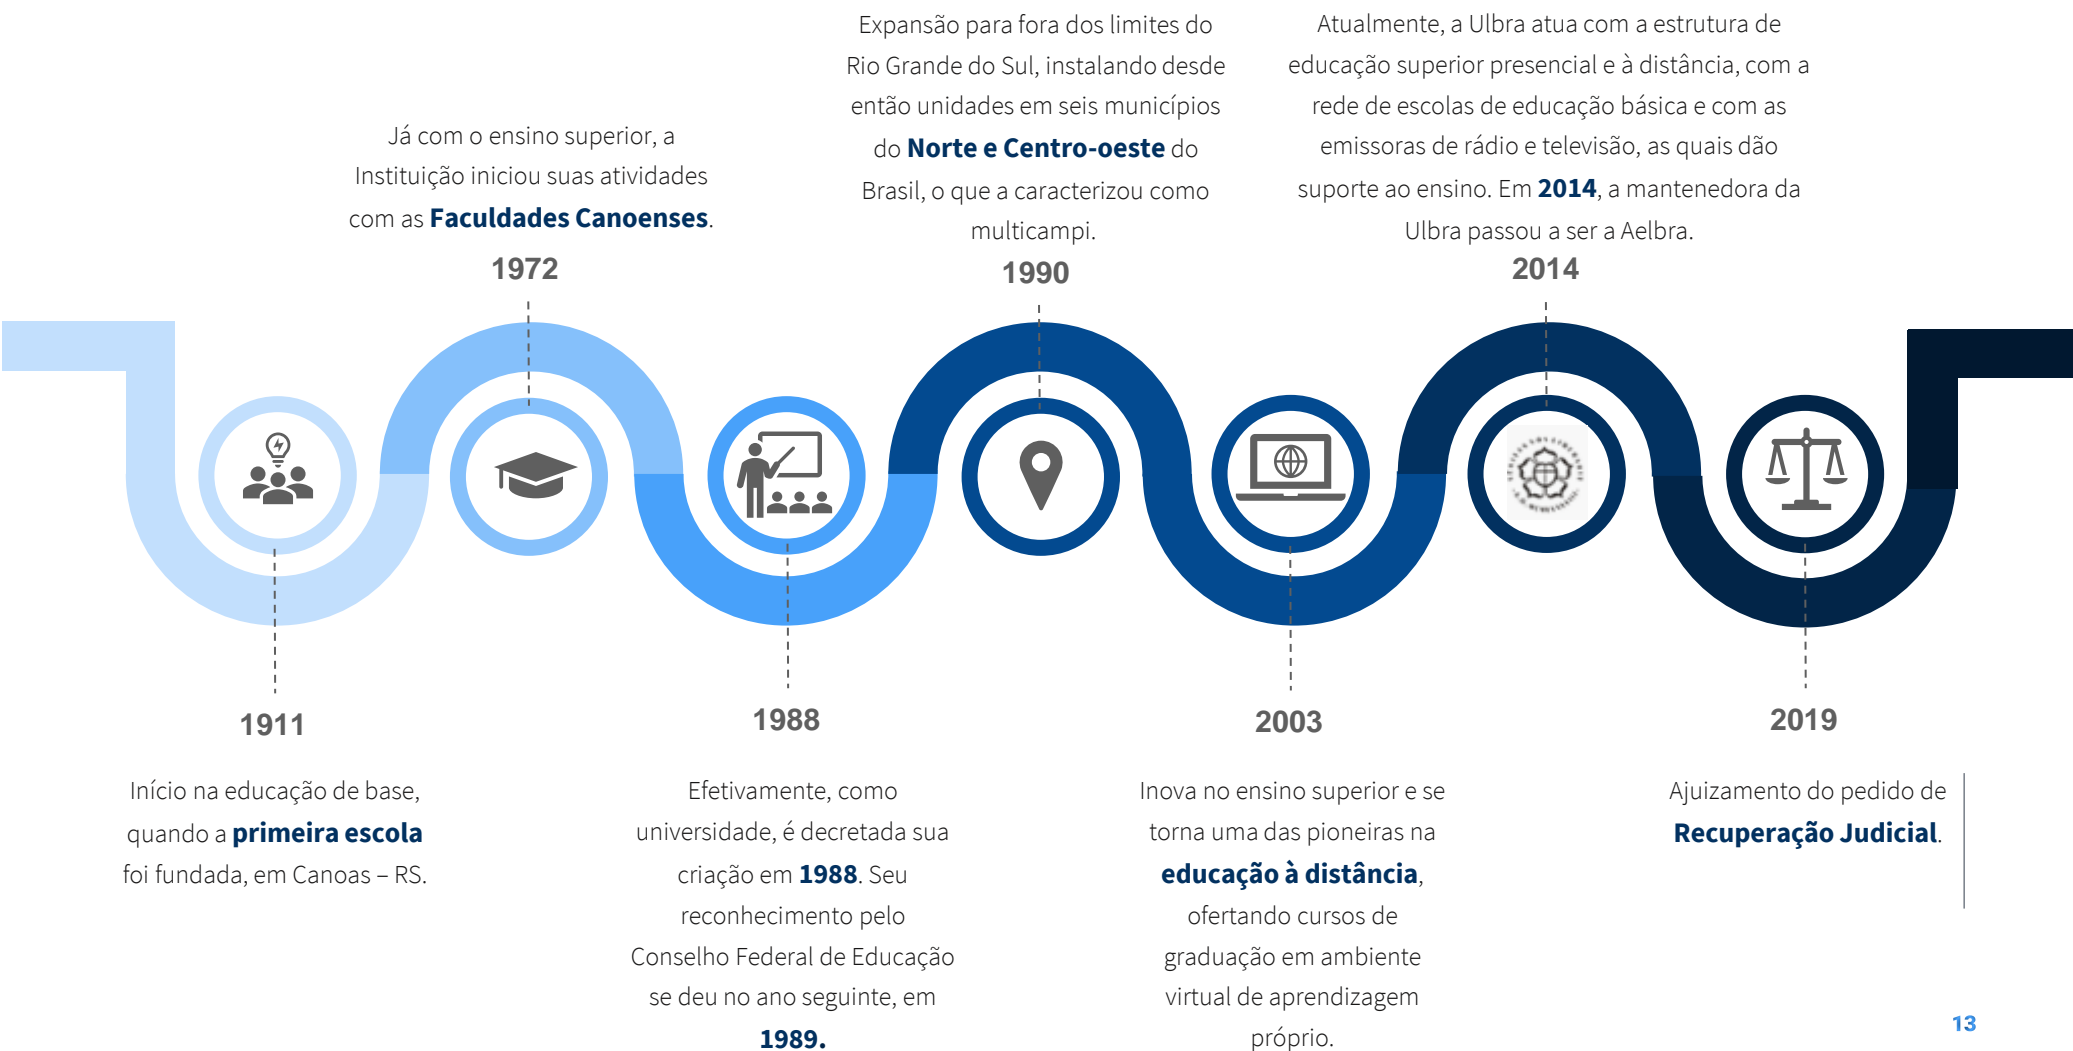 Já com o ensino superior, a
Instituição iniciou suas atividades
com as Faculdades Canoenses.
1972
Expansão para fora dos limites do
Rio Grande do Sul, instalando desde
então unidades em seis municípios
do Norte e Centro-oeste do
Brasil, o que a caracterizou como
multicampi.
1990
Atualmente, a Ulbra atua com a estrutura de
educação superior presencial e à distância, com a
rede de escolas de educação básica e com as
emissoras de rádio e televisão, as quais dão
suporte ao ensino. Em 2014, a mantenedora da
Ulbra passou a ser a Aelbra.
2014
1911
Início na educação de base,
quando a primeira escola
foi fundada, em Canoas – RS.
1988
Efetivamente, como
universidade, é decretada sua
criação em 1988. Seu
reconhecimento pelo
Conselho Federal de Educação
se deu no ano seguinte, em
1989.
2003
Inova no ensino superior e se
torna uma das pioneiras na
educação à distância,
ofertando cursos de
graduação em ambiente
virtual de aprendizagem
próprio.
2019
Ajuizamento do pedido de
Recuperação Judicial.
13